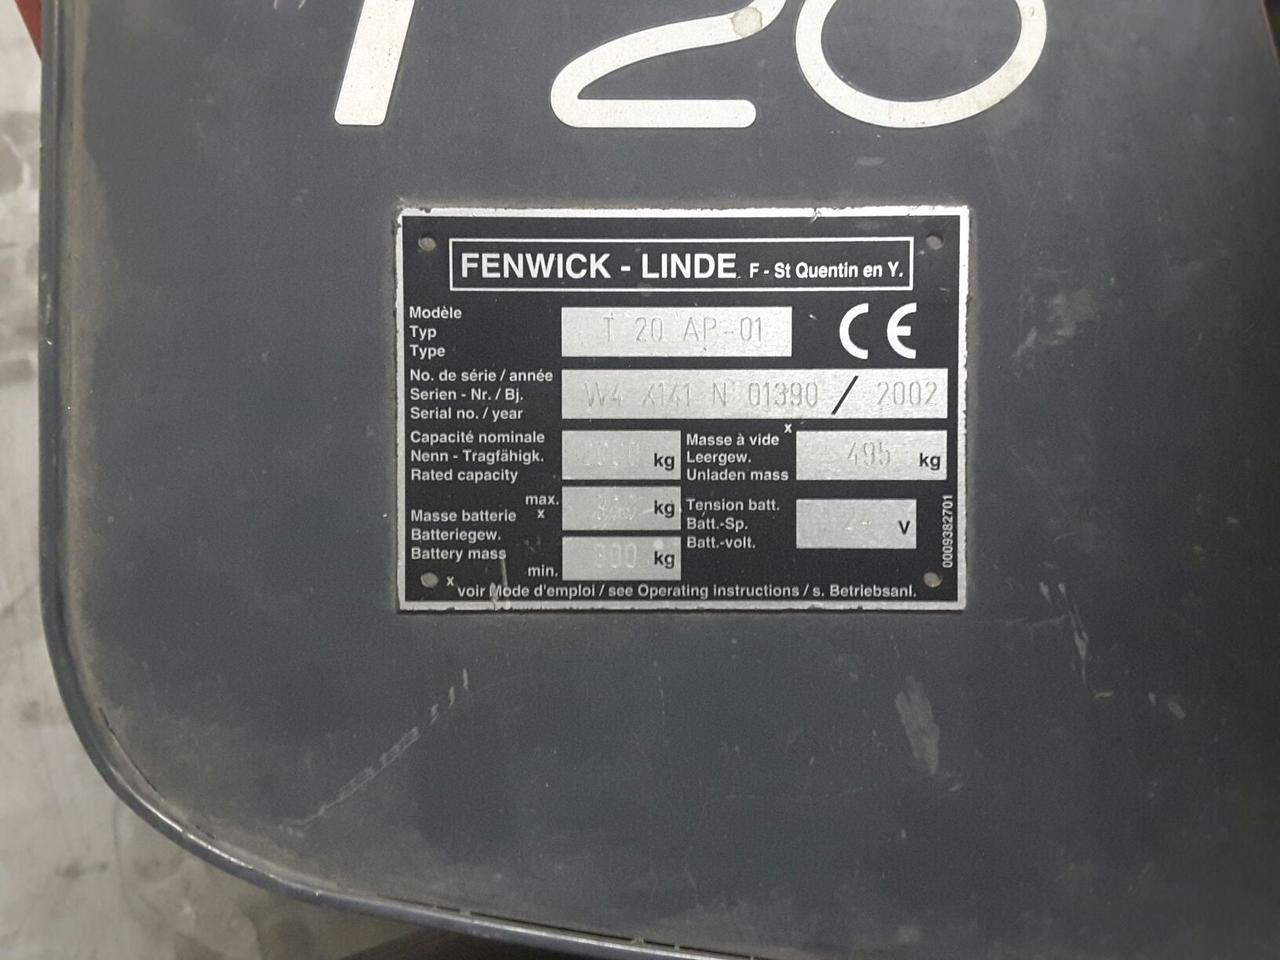 T 20
FENWICK - LINDE F - St Quentin en Y.
Modèle
Typ
Type
T 20 AP-01
CE
No. de série / année
Serien - Nr. / Bj.
Serial no. / year
W4 X141 N 01390 / 2002
Capacité nominale
Nenn - Tragfähigk.
Rated capacity
kg
Masse à vide x
Leergew.
Unladen mass
495 kg
Masse batterie x
Batteriegew.
Battery mass
max.
kg
min.
kg
Tension batt.
Batt.-Sp.
Batt.-volt.
V
0009382701
x voir Mode d'emploi / see Operating instructions / s. Betriebsanl.